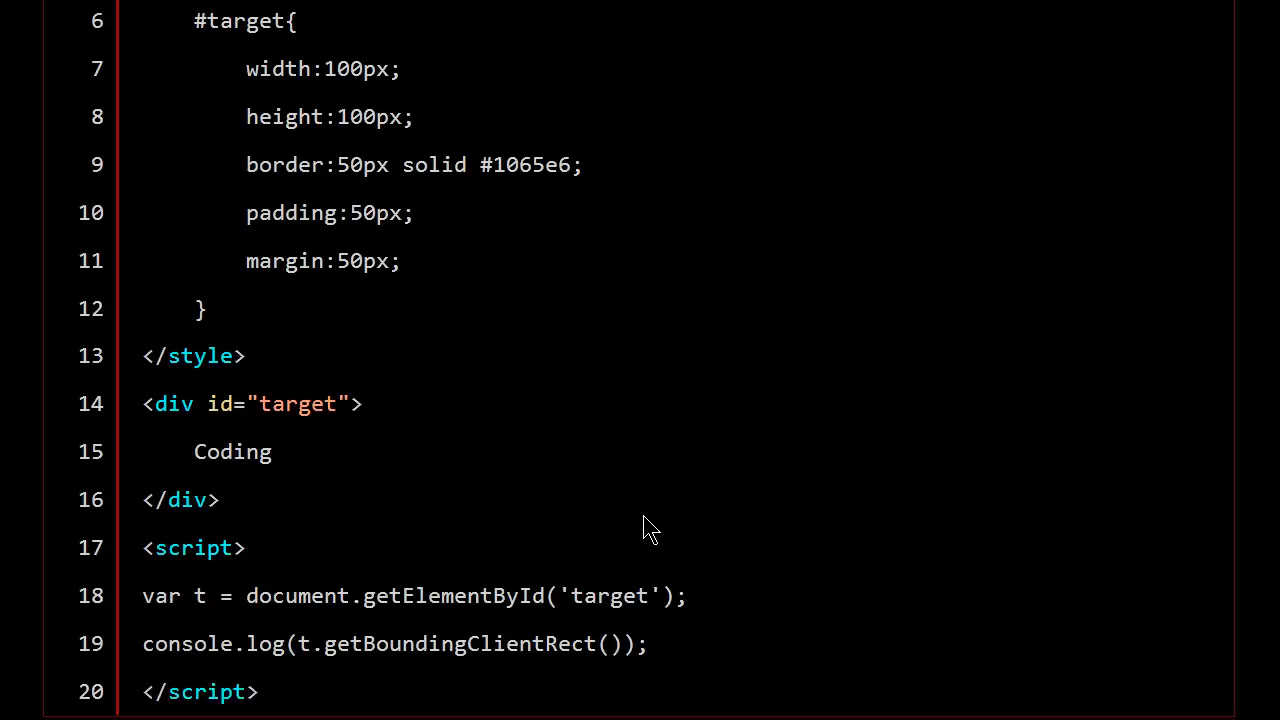 6 #target{
7 width:100px;
8 height:100px;
9 border:50px solid #1065e6;
10 padding:50px;
11 margin:50px;
12 }
13 </style>
14 <div id="target">
15 Coding
16 </div>
17 <script>
18 var t = document.getElementById('target');
19 console.log(t.getBoundingClientRect());
20 </script>